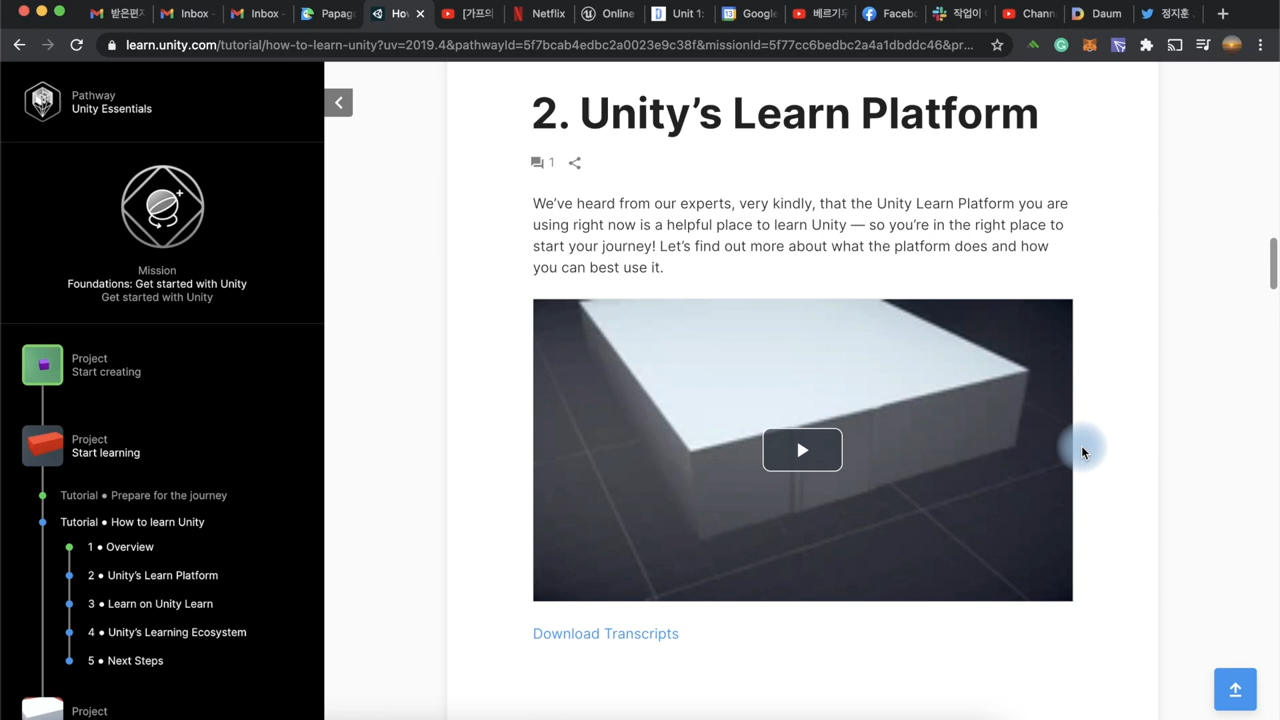 받은편지
Inbox -
Inbox -
Papago
How
[가프의
Netflix
Online
Unit 1:
Google
베르기우
Faceb
작업이
Chann
Daum
정지훈
learn.unity.com/tutorial/how-to-learn-unity?uv=2019.4&pathwayId=5f7bcab4edbc2a0023e9c38f&missionId=5f77cc6bedbc2a4a1dbddc46&pr...
Pathway
Unity Essentials
Mission
Foundations: Get started with Unity
Get started with Unity
Project
Start creating
Project
Start learning
Tutorial ● Prepare for the journey
Tutorial ● How to learn Unity
1 ● Overview
2 ● Unity's Learn Platform
3 ● Learn on Unity Learn
4 ● Unity's Learning Ecosystem
5 ● Next Steps
Project
2. Unity's Learn Platform
1
We've heard from our experts, very kindly, that the Unity Learn Platform you are
using right now is a helpful place to learn Unity — so you're in the right place to
start your journey! Let's find out more about what the platform does and how
you can best use it.
Download Transcripts